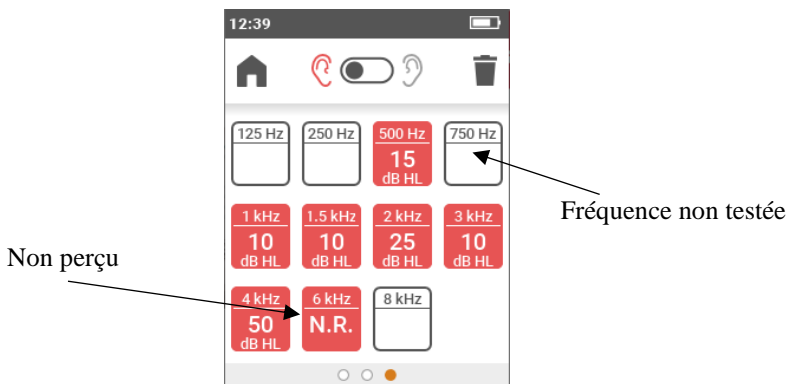 12:39
125 Hz 250 Hz 500 Hz 750 Hz
15
dB HL
Fréquence non testée
1 kHz 1.5 kHz 2 kHz 3 kHz
10 10 25 10
dB HL dB HL dB HL dB HL
Non perçu
4 kHz 6 kHz 8 kHz
50 N.R.
dB HL